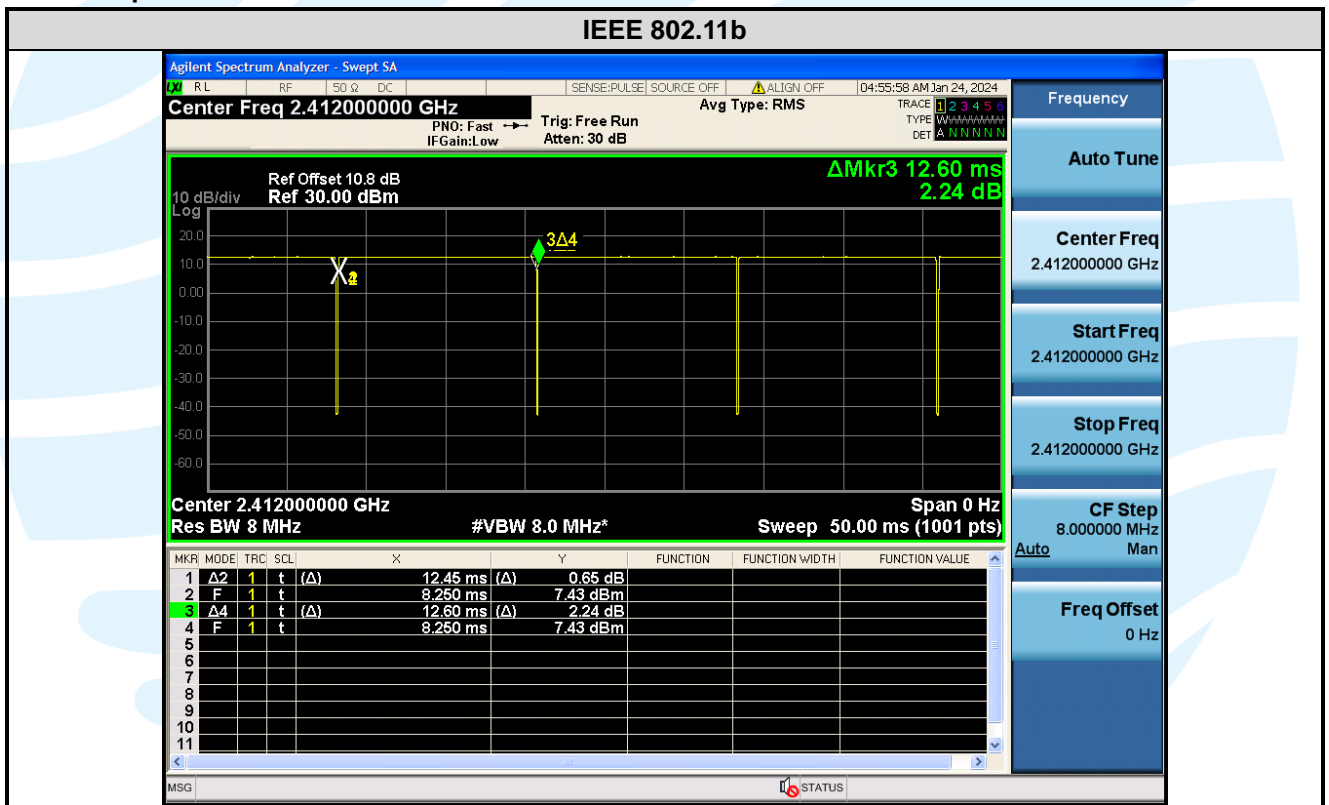 IEEE 802.11b
Agilent Spectrum Analyzer - Swept SA
LXI RL RF 50 Ω DC SENSE:PULSE SOURCE OFF ALIGN OFF 04:55:58 AM Jan 24, 2024
Center Freq 2.412000000 GHz
PNO: Fast
IFGain:Low
Trig: Free Run
Atten: 30 dB
Avg Type: RMS
TRACE 1 2 3 4 5 6
TYPE
DET A N N N N N
Frequency
Auto Tune
Center Freq
2.412000000 GHz
Start Freq
2.412000000 GHz
Stop Freq
2.412000000 GHz
CF Step
8.000000 MHz
Auto Man
Freq Offset
0 Hz
ΔMkr3 12.60 ms
2.24 dB
Ref Offset 10.8 dB
10 dB/div Ref 30.00 dBm
Log
20.0
10.0
0.00
-10.0
-20.0
-30.0
-40.0
-50.0
-60.0
3Δ4
Center 2.412000000 GHz Span 0 Hz
Res BW 8 MHz #VBW 8.0 MHz* Sweep 50.00 ms (1001 pts)
MKR MODE TRC SCL X Y FUNCTION FUNCTION WIDTH FUNCTION VALUE
1 Δ2 1 t (Δ) 12.45 ms (Δ) 0.65 dB
2 F 1 t 8.250 ms 7.43 dBm
3 Δ4 1 t (Δ) 12.60 ms (Δ) 2.24 dB
4 F 1 t 8.250 ms 7.43 dBm
5
6
7
8
9
10
11
MSG STATUS